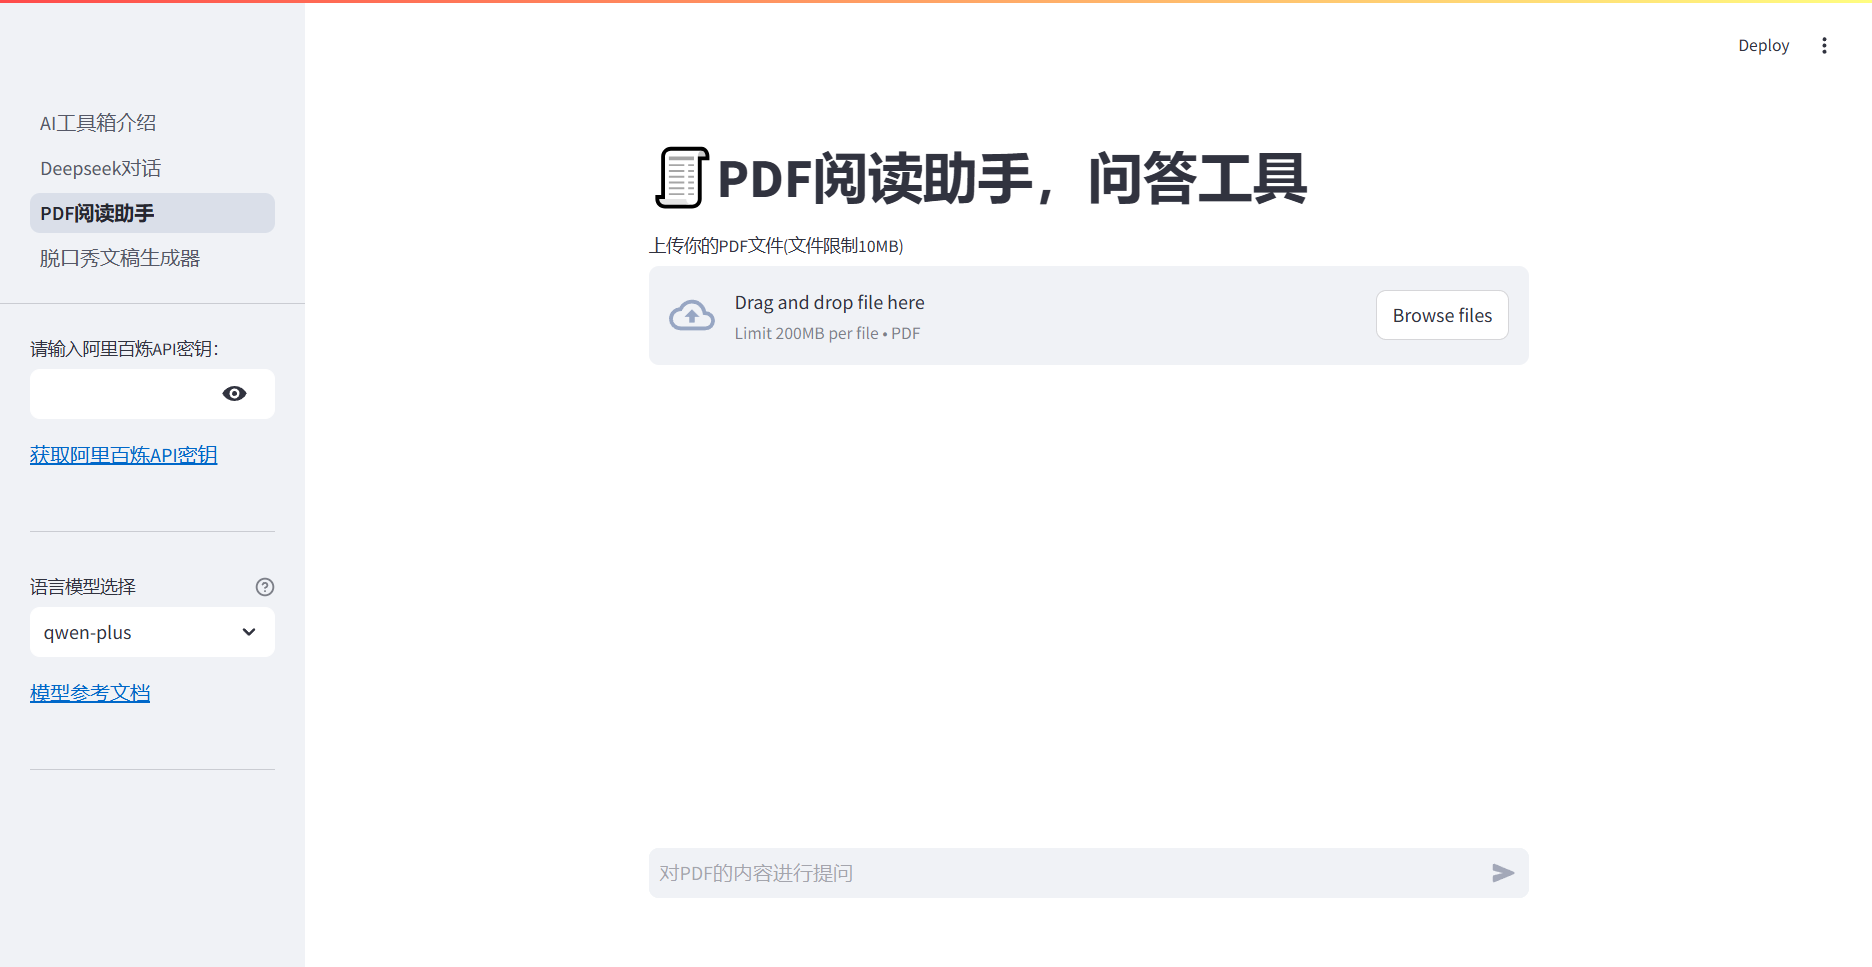 Deploy
AI工具箱介绍
Deepseek对话
PDF阅读助手
脱口秀文稿生成器
请输入阿里百炼API密钥：
获取阿里百炼API密钥
语言模型选择
qwen-plus
模型参考文档
PDF阅读助手，问答工具
上传你的PDF文件(文件限制10MB)
Drag and drop file here
Limit 200MB per file • PDF
Browse files
对PDF的内容进行提问